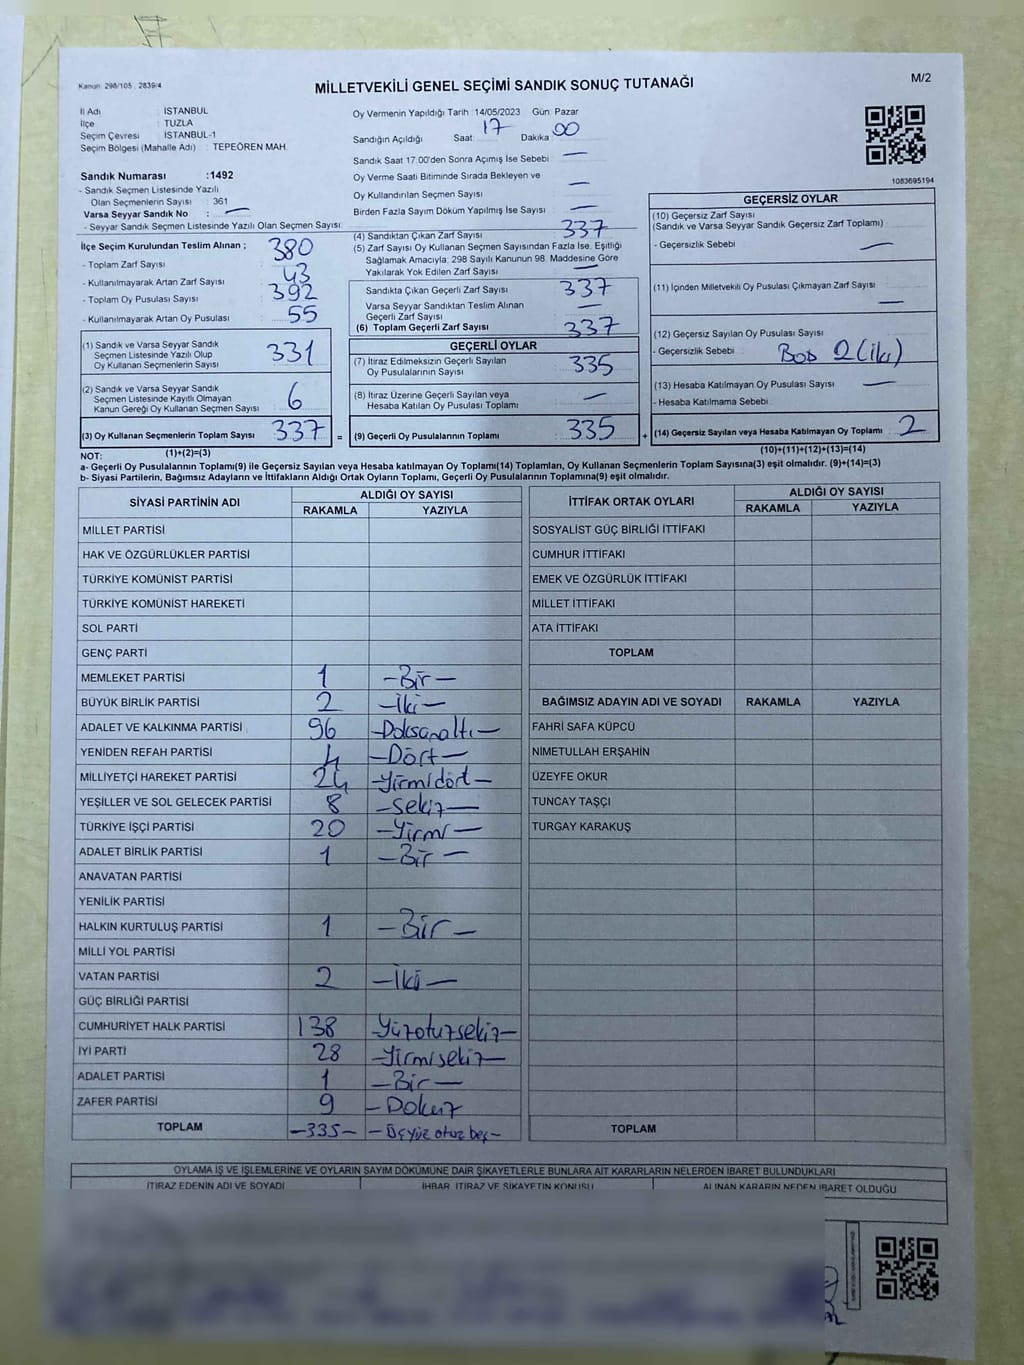 Kanun: 298/105, 2839/4
MİLLETVEKİLİ GENEL SEÇİMİ SANDIK SONUÇ TUTANAĞI
M/2
İl Adı : İSTANBUL
İlçe : TUZLA
Seçim Çevresi : İSTANBUL-1
Seçim Bölgesi (Mahalle Adı) : TEPEÖREN MAH.
Sandık Numarası :1492
- Sandık Seçmen Listesinde Yazılı
Olan Seçmenlerin Sayısı : 361
Varsa Seyyar Sandık No : —
- Seyyar Sandık Seçmen Listesinde Yazılı Olan Seçmen Sayısı:
İlçe Seçim Kurulundan Teslim Alınan ;
- Toplam Zarf Sayısı 380
- Kullanılmayarak Artan Zarf Sayısı 43
- Toplam Oy Pusulası Sayısı 392
- Kullanılmayarak Artan Oy Pusulası 55
(1) Sandık ve Varsa Seyyar Sandık
Seçmen Listesinde Yazılı Olup
Oy Kullanan Seçmenlerin Sayısı 331
(2) Sandık ve Varsa Seyyar Sandık
Seçmen Listesinde Kayıtlı Olmayan
Kanun Gereği Oy Kullanan Seçmen Sayısı 6
(3) Oy Kullanan Seçmenlerin Toplam Sayısı 337 =
Oy Vermenin Yapıldığı Tarih :14/05/2023 Gün: Pazar
Sandığın Açıldığı Saat: 17 Dakika: 00
Sandık Saat 17:00'den Sonra Açımış İse Sebebi : —
Oy Verme Saati Bitiminde Sırada Bekleyen ve
Oy Kullandırılan Seçmen Sayısı : —
Birden Fazla Sayım Döküm Yapılmış İse Sayısı : —
(4) Sandıktan Çıkan Zarf Sayısı 337
(5) Zarf Sayısı Oy Kullanan Seçmen Sayısından Fazla İse, Eşitliği
Sağlamak Amacıyla, 298 Sayılı Kanunun 98. Maddesine Göre
Yakılarak Yok Edilen Zarf Sayısı —
Sandıkta Çıkan Geçerli Zarf Sayısı 337
Varsa Seyyar Sandıktan Teslim Alınan
Geçerli Zarf Sayısı —
(6) Toplam Geçerli Zarf Sayısı 337
GEÇERLİ OYLAR
(7) İtiraz Edilmeksizin Geçerli Sayılan
Oy Pusulalarının Sayısı 335
(8) İtiraz Üzerine Geçerli Sayılan veya
Hesaba Katılan Oy Pusulası Toplamı —
(9) Geçerli Oy Pusulalarının Toplamı 335 +
1083695194
GEÇERSİZ OYLAR
(10) Geçersiz Zarf Sayısı
(Sandık ve Varsa Seyyar Sandık Geçersiz Zarf Toplamı)
- Geçersizlik Sebebi —
(11) İçinden Milletvekili Oy Pusulası Çıkmayan Zarf Sayısı
—
(12) Geçersiz Sayılan Oy Pusulası Sayısı
- Geçersizlik Sebebi Boş 2 (iki)
(13) Hesaba Katılmayan Oy Pusulası Sayısı —
- Hesaba Katılmama Sebebi
(14) Geçersiz Sayılan veya Hesaba Katılmayan Oy Toplamı 2
NOT: (1)+(2)=(3) (10)+(11)+(12)+(13)=(14)
a- Geçerli Oy Pusulalarının Toplamı(9) ile Geçersiz Sayılan veya Hesaba katılmayan Oy Toplamı(14) Toplamları, Oy Kullanan Seçmenlerin Toplam Sayısına(3) eşit olmalıdır. (9)+(14)=(3)
b- Siyasi Partilerin, Bağımsız Adayların ve İttifakların Aldığı Ortak Oyların Toplamı, Geçerli Oy Pusulalarının Toplamına(9) eşit olmalıdır.
SİYASİ PARTİNİN ADI ALDIĞI OY SAYISI
RAKAMLA YAZIYLA
MİLLET PARTİSİ
HAK VE ÖZGÜRLÜKLER PARTİSİ
TÜRKİYE KOMÜNİST PARTİSİ
TÜRKİYE KOMÜNİST HAREKETİ
SOL PARTİ
GENÇ PARTİ
MEMLEKET PARTİSİ 1 —Bir—
BÜYÜK BİRLİK PARTİSİ 2 —İki—
ADALET VE KALKINMA PARTİSİ 96 —Doksanaltı—
YENİDEN REFAH PARTİSİ 4 —Dört—
MİLLİYETÇİ HAREKET PARTİSİ 24 —Yirmidört—
YEŞİLLER VE SOL GELECEK PARTİSİ 8 —Sekiz—
TÜRKİYE İŞÇİ PARTİSİ 20 —Yirmi—
ADALET BİRLİK PARTİSİ 1 —Bir—
ANAVATAN PARTİSİ
YENİLİK PARTİSİ
HALKIN KURTULUŞ PARTİSİ 1 —Bir—
MİLLİ YOL PARTİSİ
VATAN PARTİSİ 2 —İki—
GÜÇ BİRLİĞİ PARTİSİ
CUMHURİYET HALK PARTİSİ 138 Yüzotuzsekiz—
İYİ PARTİ 28 —Yirmisekiz—
ADALET PARTİSİ 1 —Bir—
ZAFER PARTİSİ 9 —Dokuz
TOPLAM —335— —Üçyüz otuz beş—
İTTİFAK ORTAK OYLARI ALDIĞI OY SAYISI
RAKAMLA YAZIYLA
SOSYALİST GÜÇ BİRLİĞİ İTTİFAKI
CUMHUR İTTİFAKI
EMEK VE ÖZGÜRLÜK İTTİFAKI
MİLLET İTTİFAKI
ATA İTTİFAKI
TOPLAM
BAĞIMSIZ ADAYIN ADI VE SOYADI RAKAMLA YAZIYLA
FAHRİ SAFA KÜPCÜ
NİMETULLAH ERŞAHİN
ÜZEYFE OKUR
TUNCAY TAŞÇI
TURGAY KARAKUŞ
TOPLAM
OYLAMA İŞ VE İŞLEMLERİNE VE OYLARIN SAYIM DÖKÜMÜNE DAİR ŞİKAYETLERLE BUNLARA AİT KARARLARIN NELERDEN İBARET BULUNDUKLARI
İTİRAZ EDENİN ADI VE SOYADI İHBAR, İTİRAZ VE ŞİKAYETİN KONUSU ALINAN KARARIN NEDEN İBARET OLDUĞU